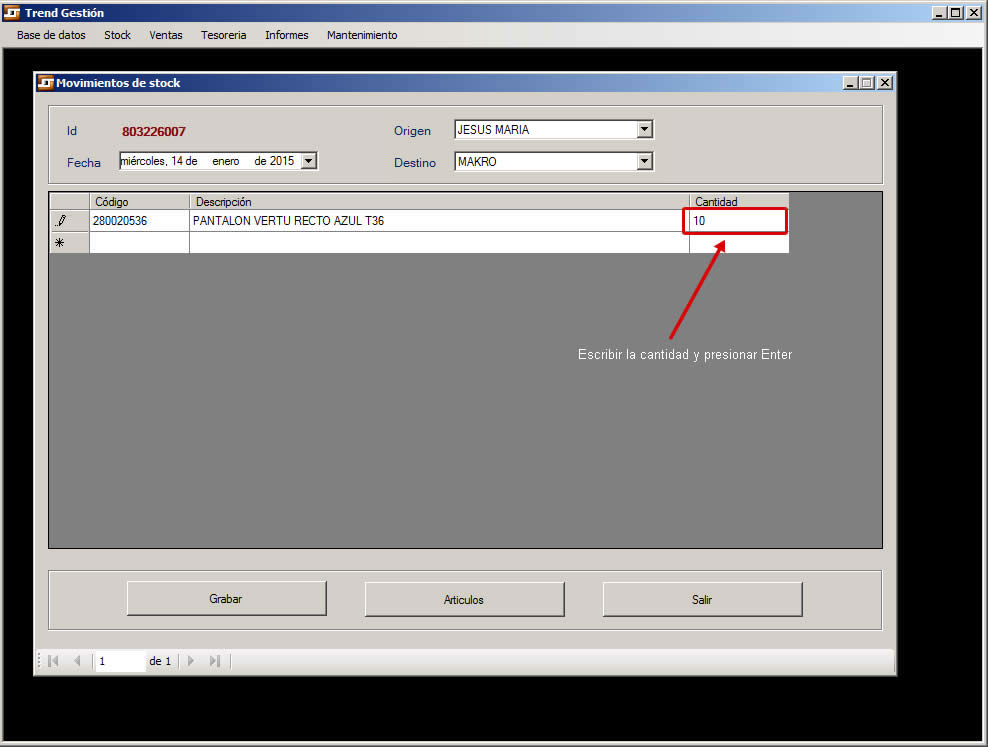 Trend Gestión
Base de datos Stock Ventas Tesoreria Informes Mantenimiento
Movimientos de stock
Id 803226007 Origen JESUS MARIA
Fecha miércoles, 14 de enero de 2015 Destino MAKRO
Código Descripción Cantidad
280020536 PANTALON VERTU RECTO AZUL T36 10
Escribir la cantidad y presionar Enter
Grabar Articulos Salir
1 de 1